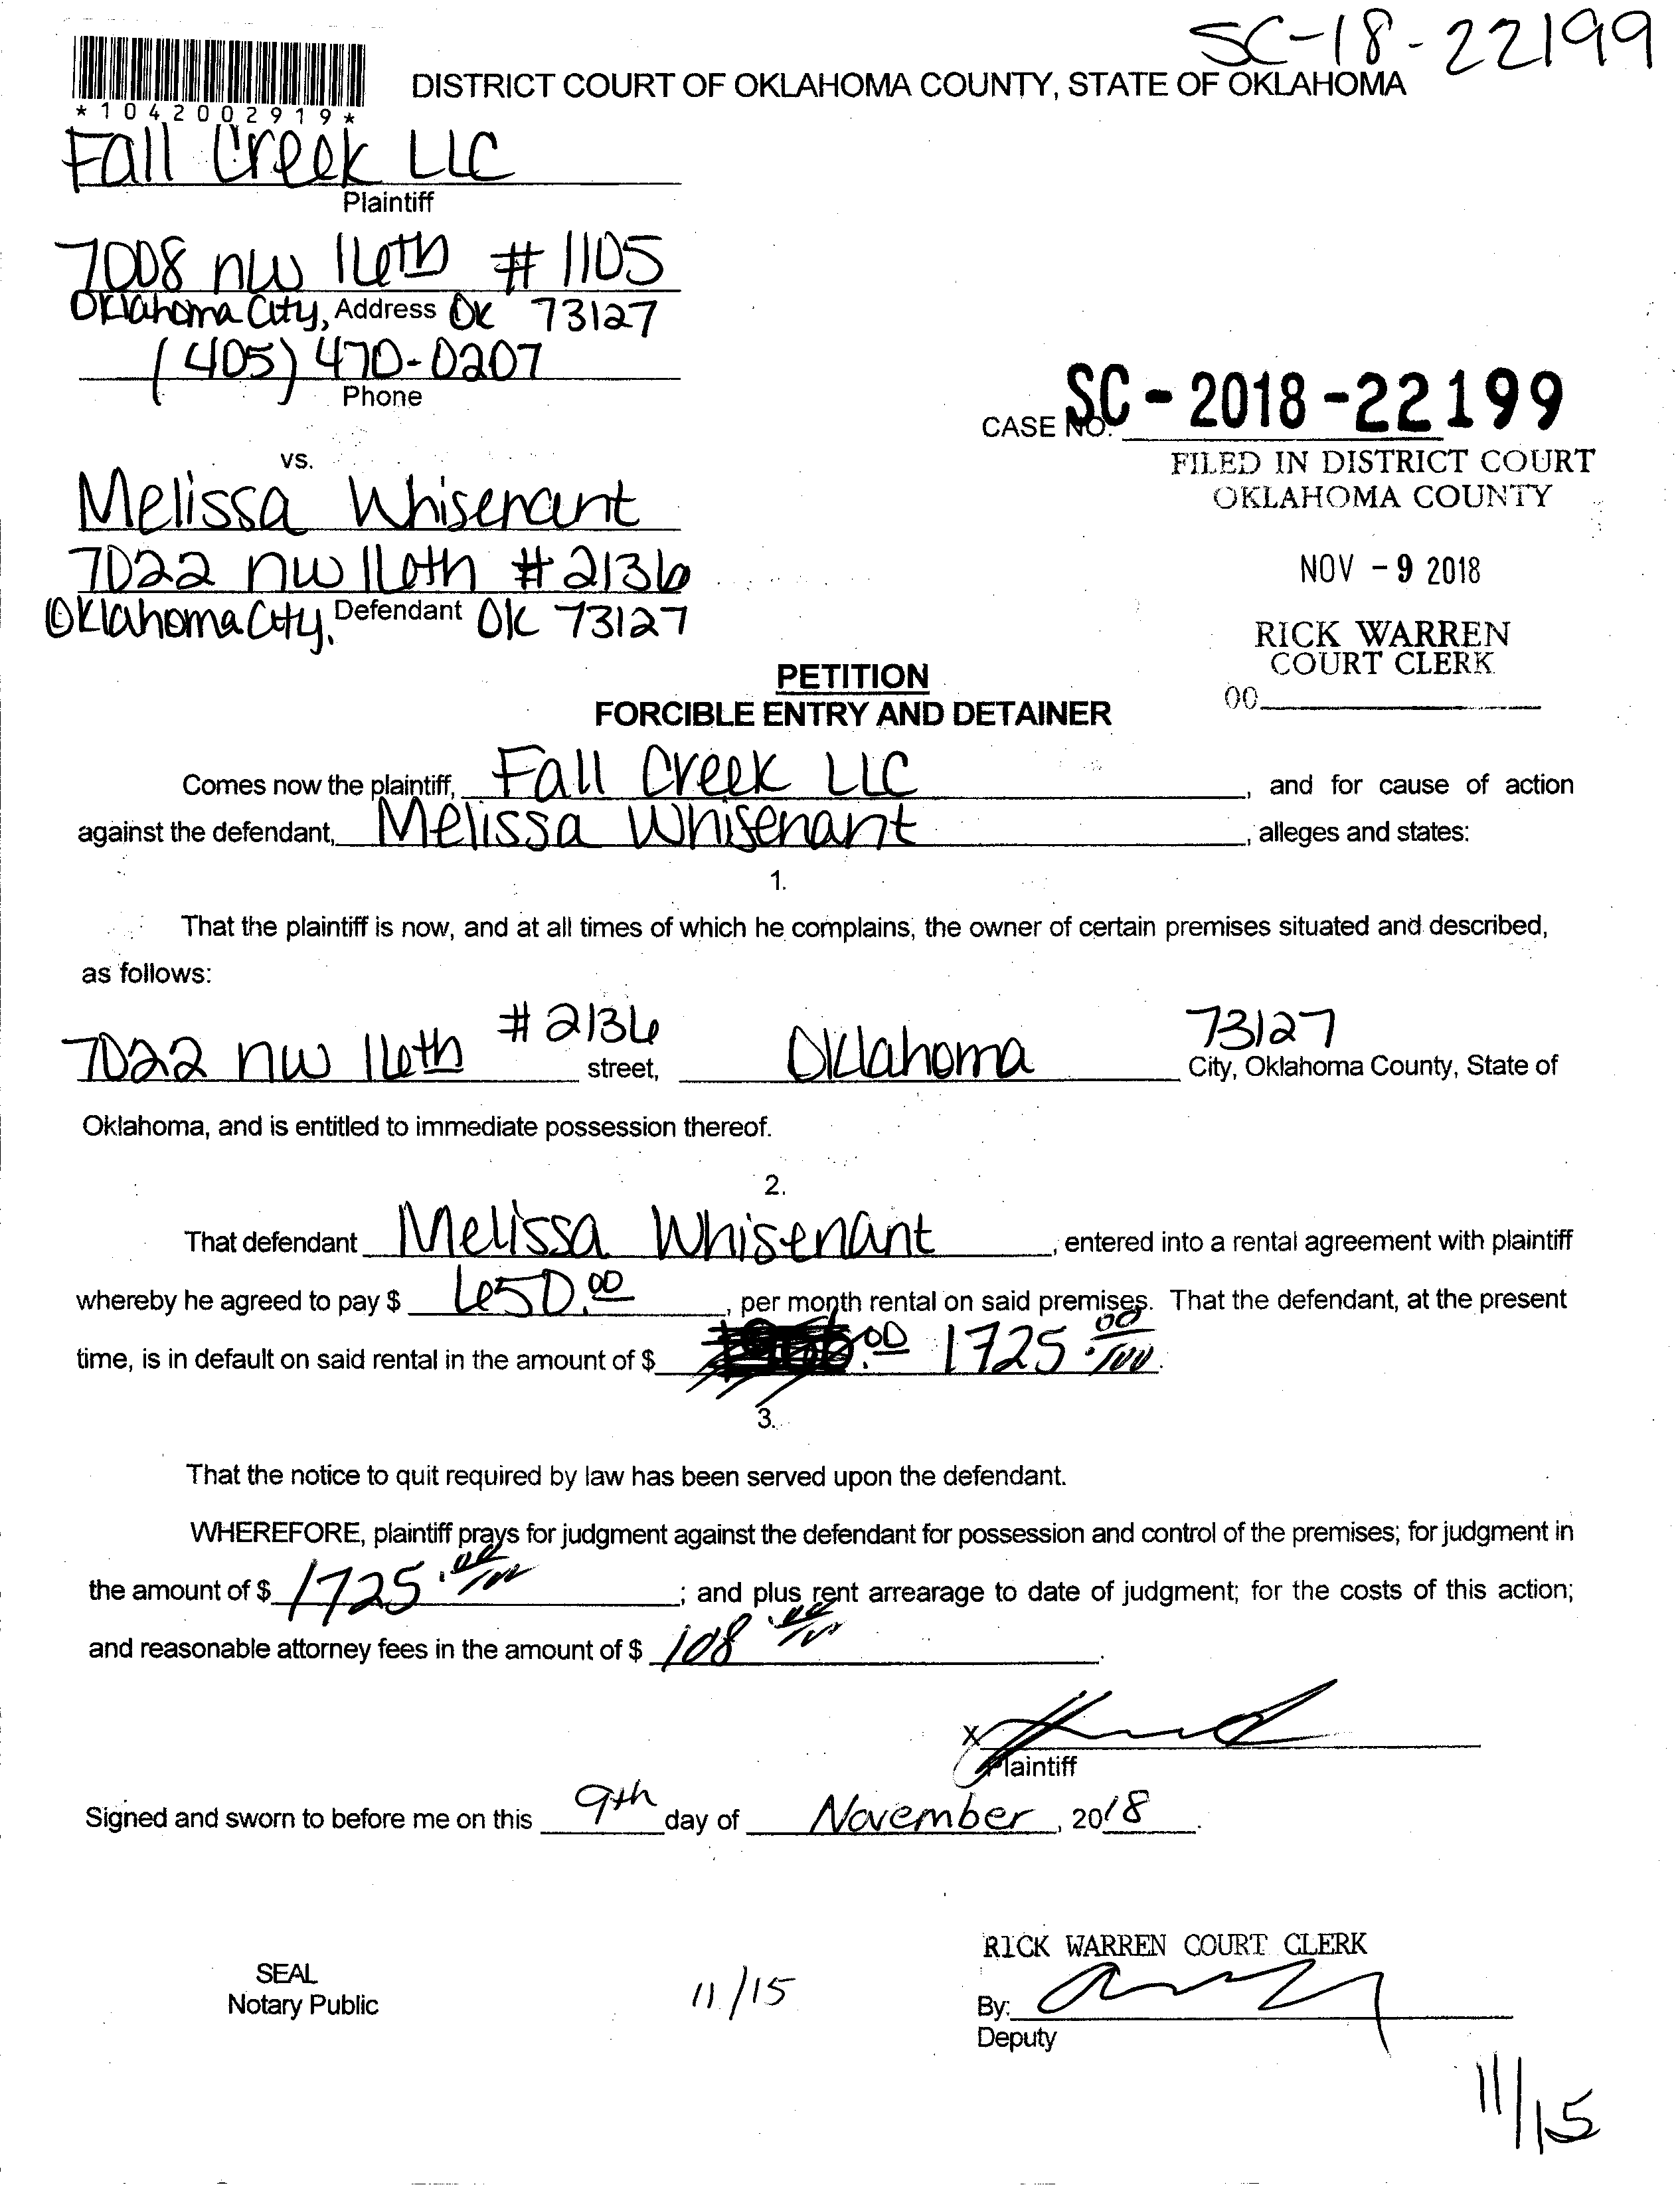 SC-18-22199
DISTRICT COURT OF OKLAHOMA COUNTY, STATE OF OKLAHOMA
*1042002919*
Fall Creek LLC
Plaintiff
7008 nw 16th # 1105
Oklahoma City, Address OK 73127
(405) 470-0207
Phone
CASE NO. SC-2018-22199
vs.
FILED IN DISTRICT COURT
OKLAHOMA COUNTY
Melissa Whisenant
7022 nw 16th # 2136
NOV - 9 2018
Oklahoma City, Defendant OK 73127
RICK WARREN
COURT CLERK
00
PETITION
FORCIBLE ENTRY AND DETAINER
Comes now the plaintiff, Fall Creek LLC, and for cause of action
against the defendant, Melissa Whisenant, alleges and states:
1.
That the plaintiff is now, and at all times of which he complains, the owner of certain premises situated and described,
as follows:
7022 nw 16th # 2136 street, Oklahoma 73127 City, Oklahoma County, State of
Oklahoma, and is entitled to immediate possession thereof.
2.
That defendant Melissa Whisenant, entered into a rental agreement with plaintiff
whereby he agreed to pay $ 650.00, per month rental on said premises. That the defendant, at the present
time, is in default on said rental in the amount of $ .00 1725.00/100.
3.
That the notice to quit required by law has been served upon the defendant.
WHEREFORE, plaintiff prays for judgment against the defendant for possession and control of the premises; for judgment in
the amount of $ 1725.00/100; and plus rent arrearage to date of judgment; for the costs of this action;
and reasonable attorney fees in the amount of $ 108.00/100.
X
Plaintiff
Signed and sworn to before me on this 9th day of November, 2018.
RICK WARREN COURT CLERK
SEAL
Notary Public
11/15
By:
Deputy
11/15